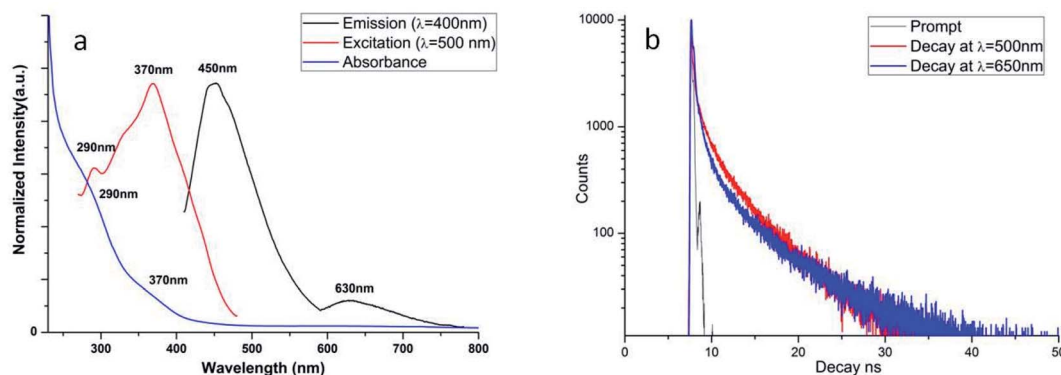 a
Emission (λ=400nm)
Excitation (λ=500 nm)
Absorbance
370nm
450nm
290nm
290nm
370nm
630nm
Normalized Intensity(a.u.)
0
300 400 500 600 700 800
Wavelength (nm)
b
Prompt
Decay at λ=500nm
Decay at λ=650nm
10000
1000
100
Counts
0 10 20 30 40 50
Decay ns